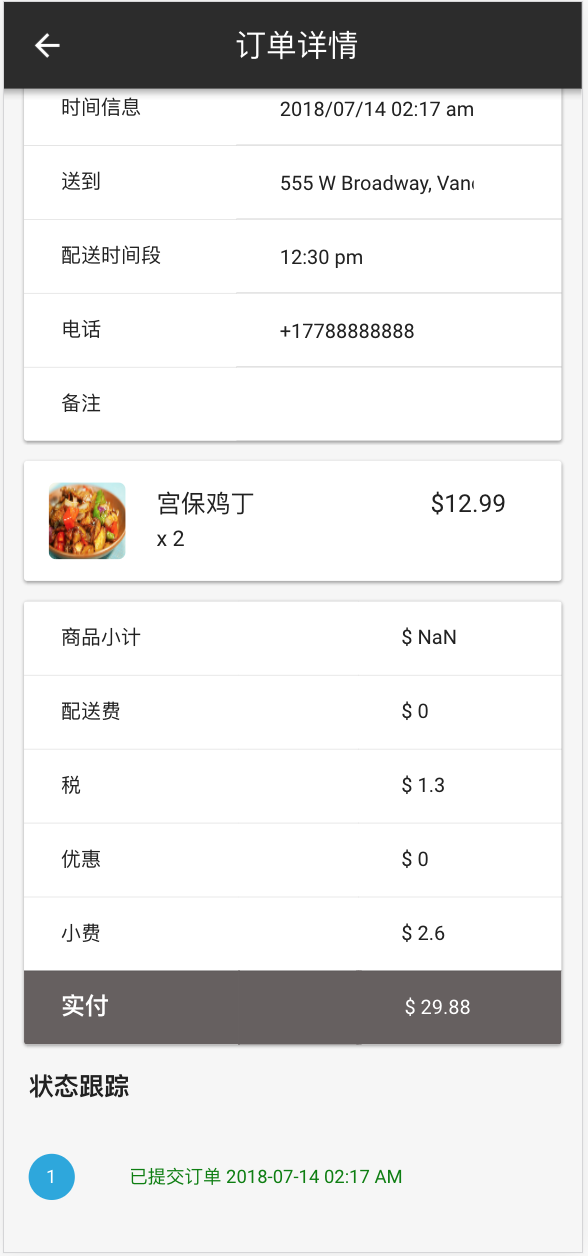 订单详情
时间信息 2018/07/14 02:17 am
送到 555 W Broadway, Van
配送时间段 12:30 pm
电话 +17788888888
备注
宫保鸡丁 $12.99
x 2
商品小计 $ NaN
配送费 $ 0
税 $ 1.3
优惠 $ 0
小费 $ 2.6
实付 $ 29.88
状态跟踪
1 已提交订单 2018-07-14 02:17 AM